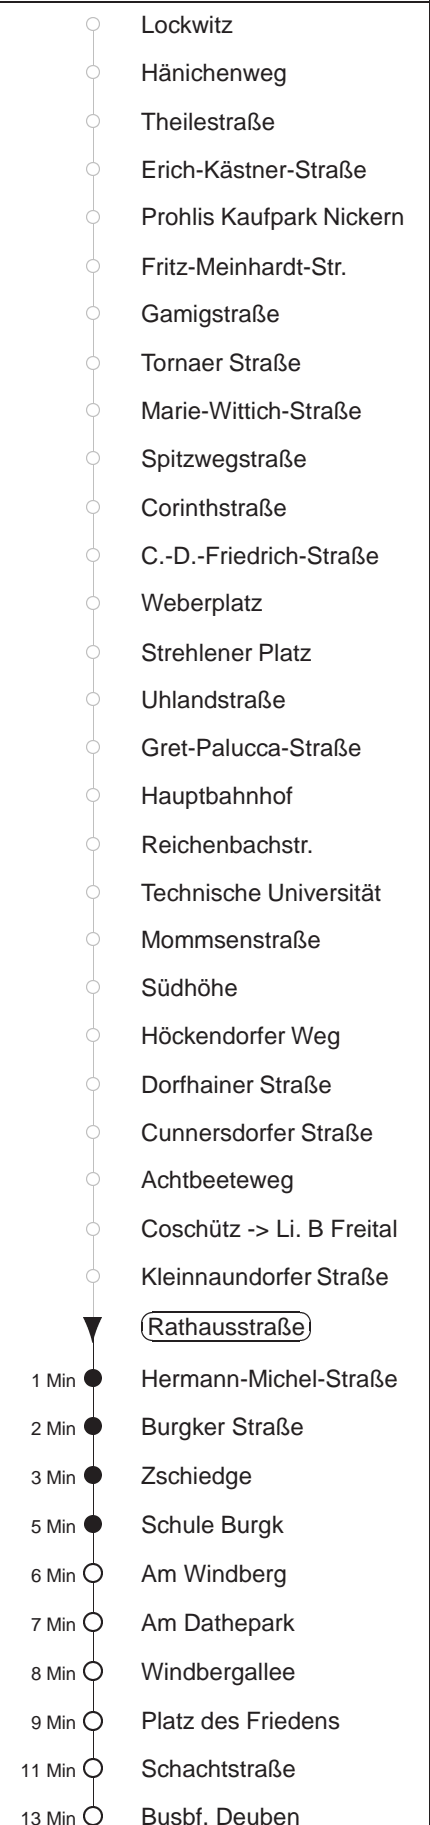 Lockwitz
Hänichenweg
Theilestraße
Erich-Kästner-Straße
Prohlis Kaufpark Nickern
Fritz-Meinhardt-Str.
Gamigstraße
Tornaer Straße
Marie-Wittich-Straße
Spitzwegstraße
Corinthstraße
C.-D.-Friedrich-Straße
Weberplatz
Strehlener Platz
Uhlandstraße
Gret-Palucca-Straße
Hauptbahnhof
Reichenbachstr.
Technische Universität
Mommsenstraße
Südhöhe
Höckendorfer Weg
Dorfhainer Straße
Cunnersdorfer Straße
Achtbeeteweg
Coschütz -> Li. B Freital
Kleinnaundorfer Straße
Rathausstraße
1 Min Hermann-Michel-Straße
2 Min Burgker Straße
3 Min Zschiedge
5 Min Schule Burgk
6 Min Am Windberg
7 Min Am Dathepark
8 Min Windbergallee
9 Min Platz des Friedens
11 Min Schachtstraße
13 Min Busbf. Deuben